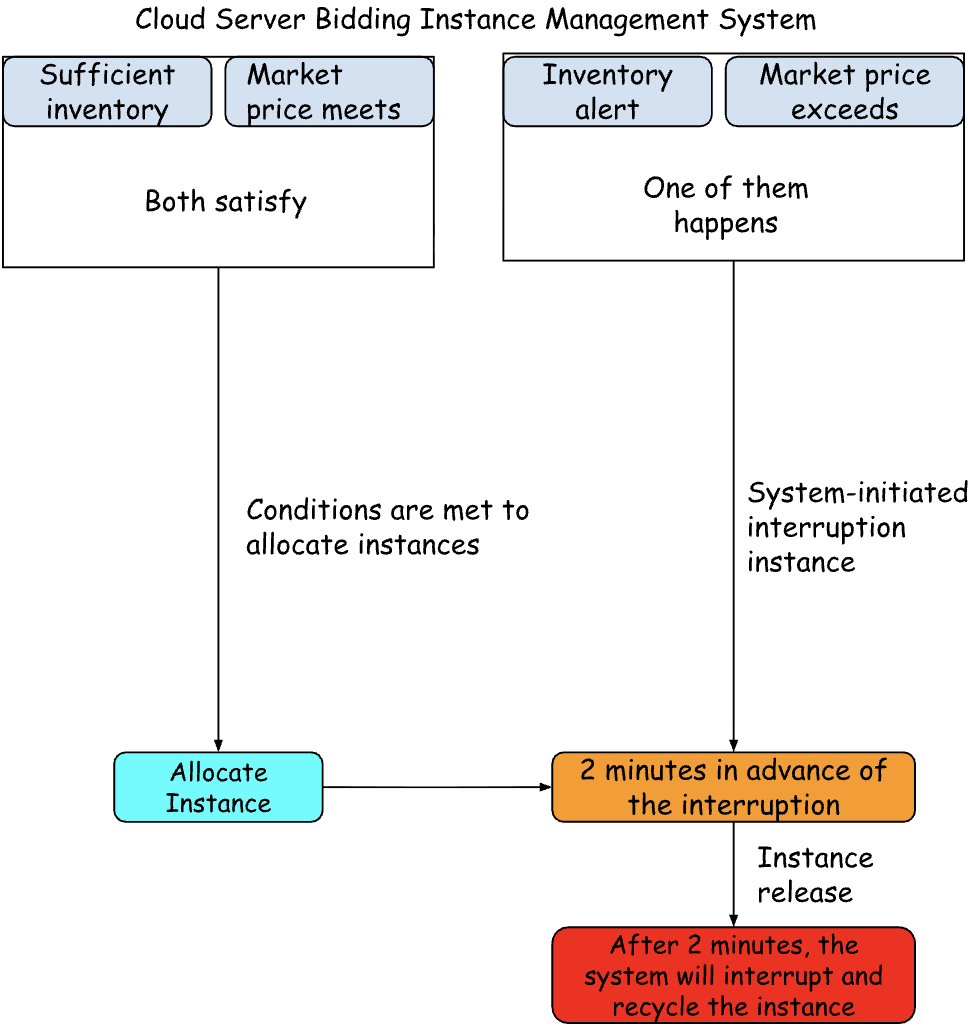 Cloud Server Bidding Instance Management System
Sufficient
inventory
Market
price meets
Both satisfy
Inventory
alert
Market price
exceeds
One of them
happens
Conditions are met to
allocate instances
System-initiated
interruption
instance
Allocate
Instance
2 minutes in advance of
the interruption
Instance
release
After 2 minutes, the
system will interrupt and
recycle the instance